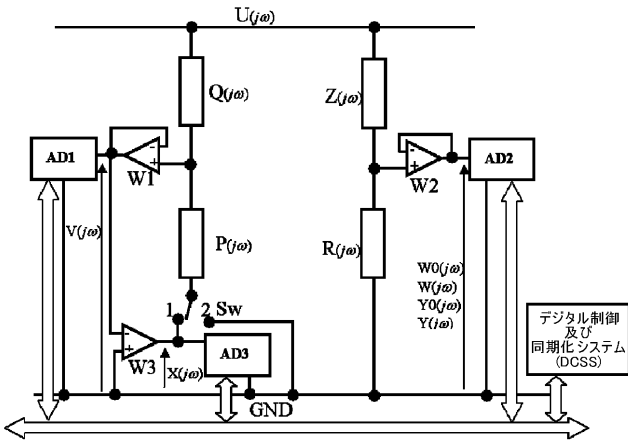 U(jω)
Q(jω)
Z(jω)
AD1
W1
AD2
W2
V(jω)
P(jω)
R(jω)
W0(jω)
W(jω)
Y0(jω)
Y(jω)
1
2
Sw
W3
X(jω)
AD3
GND
デジタル制御
及び
同期化システム
(DCSS)
-
+
-
+
-
+